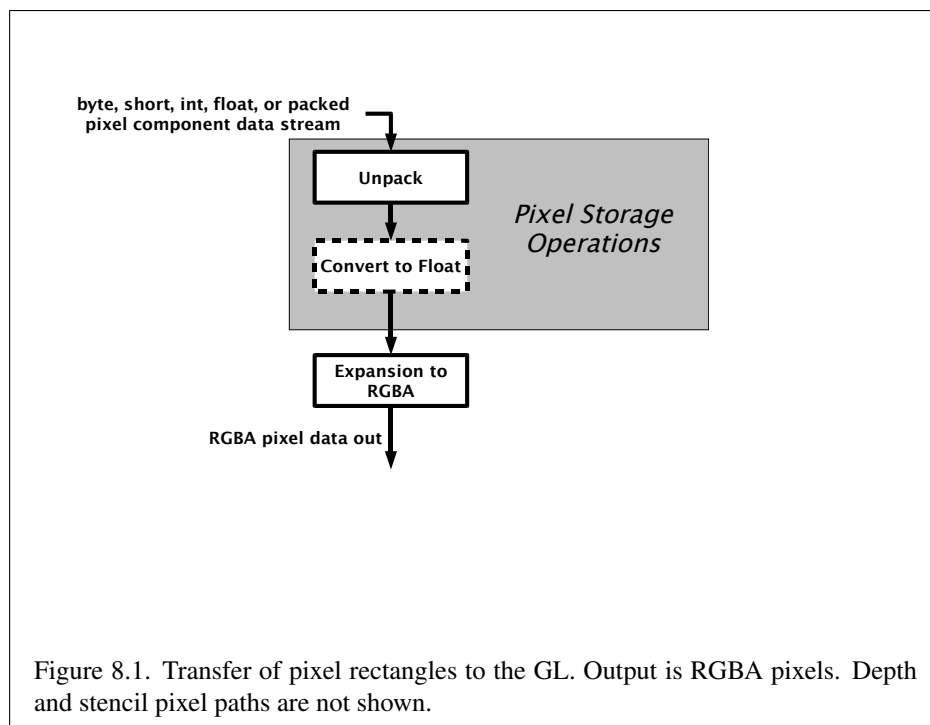 byte, short, int, float, or packed
pixel component data stream
Unpack
Pixel Storage
Operations
Convert to Float
Expansion to
RGBA
RGBA pixel data out
Figure 8.1. Transfer of pixel rectangles to the GL. Output is RGBA pixels. Depth
and stencil pixel paths are not shown.